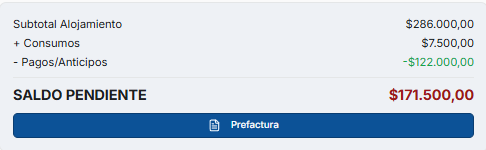 Subtotal Alojamiento $286.000,00
+ Consumos $7.500,00
- Pagos/Anticipos -$122.000,00
SALDO PENDIENTE $171.500,00
Prefactura